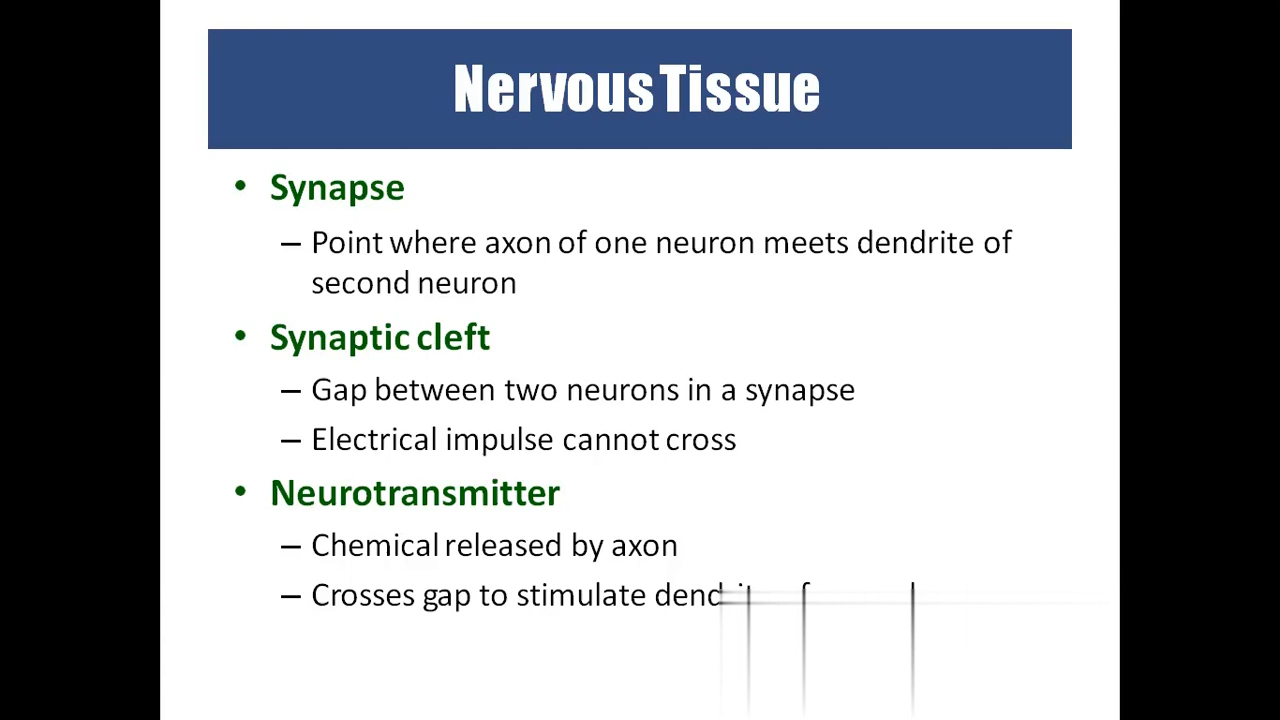 Nervous Tissue
• Synapse
– Point where axon of one neuron meets dendrite of
second neuron
• Synaptic cleft
– Gap between two neurons in a synapse
– Electrical impulse cannot cross
• Neurotransmitter
– Chemical released by axon
– Crosses gap to stimulate